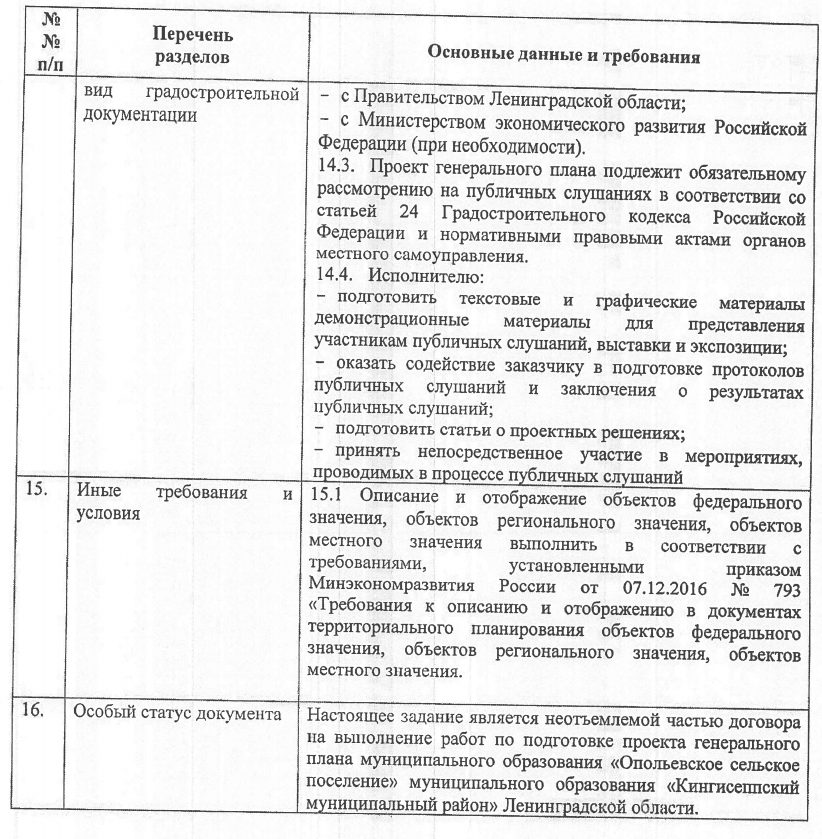 №
№
п/п
Перечень
разделов
Основные данные и требования
вид градостроительной
документации
– с Правительством Ленинградской области;
– с Министерством экономического развития Российской
Федерации (при необходимости).
14.3. Проект генерального плана подлежит обязательному
рассмотрению на публичных слушаниях в соответствии со
статьей 24 Градостроительного кодекса Российской
Федерации и нормативными правовыми актами органов
местного самоуправления.
14.4. Исполнителю:
– подготовить текстовые и графические материалы
демонстрационные материалы для представления
участникам публичных слушаний, выставки и экспозиции;
– оказать содействие заказчику в подготовке протоколов
публичных слушаний и заключения о результатах
публичных слушаний;
– подготовить статьи о проектных решениях;
– принять непосредственное участие в мероприятиях,
проводимых в процессе публичных слушаний
15.
Иные требования и
условия
15.1 Описание и отображение объектов федерального
значения, объектов регионального значения, объектов
местного значения выполнить в соответствии с
требованиями, установленными приказом
Минэкономразвития России от 07.12.2016 № 793
«Требования к описанию и отображению в документах
территориального планирования объектов федерального
значения, объектов регионального значения, объектов
местного значения.
16.
Особый статус документа
Настоящее задание является неотъемлемой частью договора
на выполнение работ по подготовке проекта генерального
плана муниципального образования «Опольевское сельское
поселение» муниципального образования «Кингисеппский
муниципальный район» Ленинградской области.